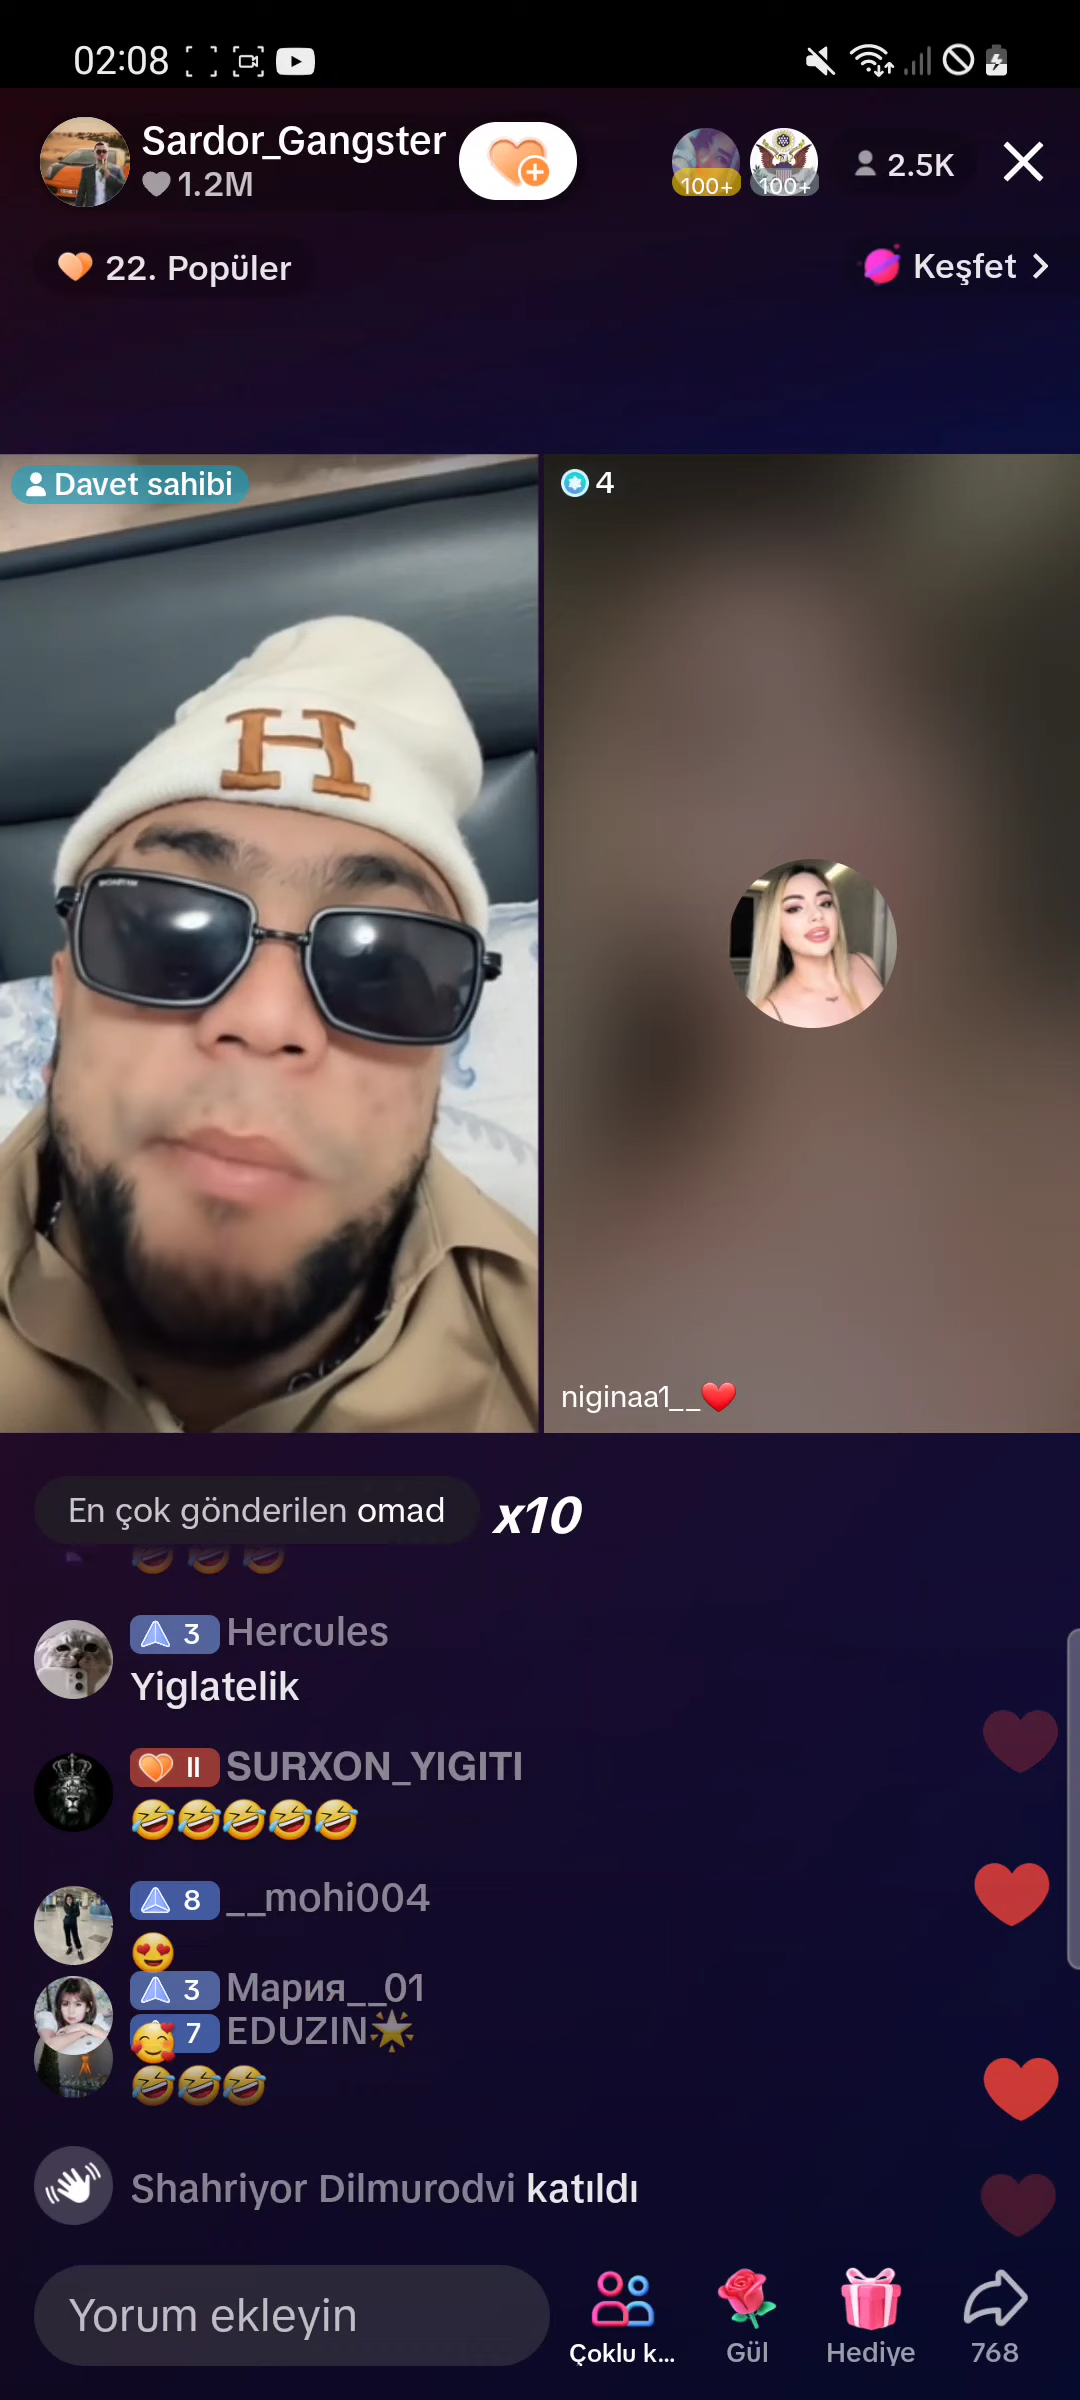 02:08
Sardor_Gangster
1.2M
100+
100+
2.5K
22. Popüler
Keşfet
Davet sahibi
4
H
niginaa1__❤️
En çok gönderilen omad x10
🤣🤣🤣
3 Hercules
Yiglatelik
II SURXON_YIGITI
🤣🤣🤣🤣🤣
8 __mohi004
😍
3 Мария__01
🥰
7 EDUZIN🌟
🤣🤣🤣
Shahriyor Dilmurodvi katıldı
Yorum ekleyin
Çoklu k...
Gül
Hediye
768